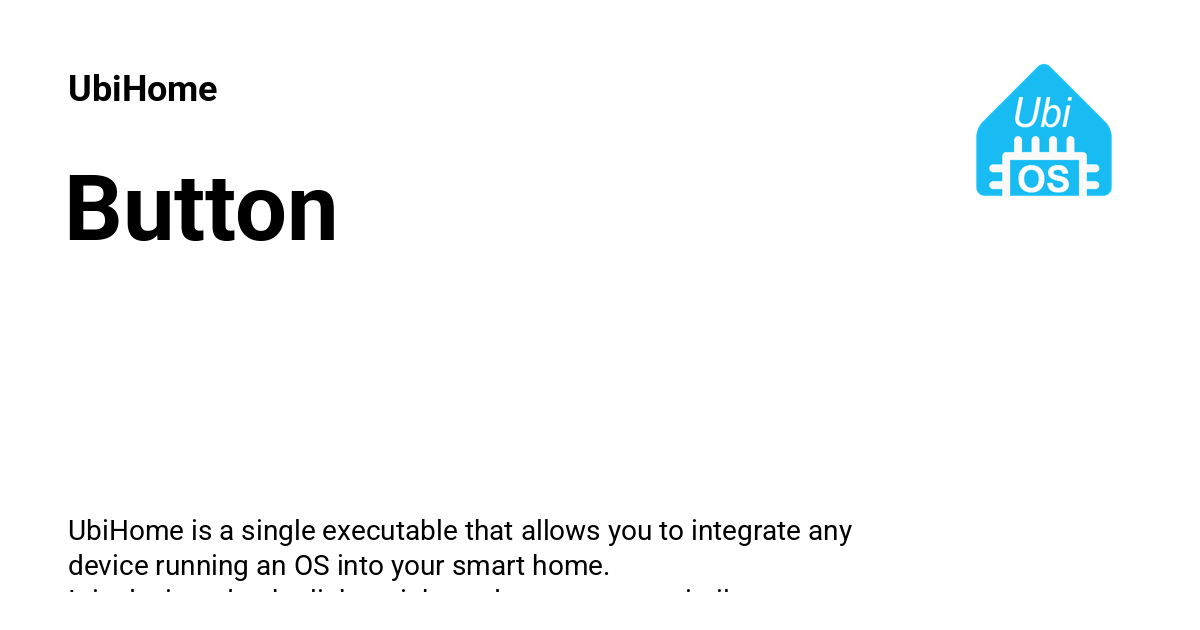 UbiHome
Ubi
OS
Button
UbiHome is a single executable that allows you to integrate any
device running an OS into your smart home.